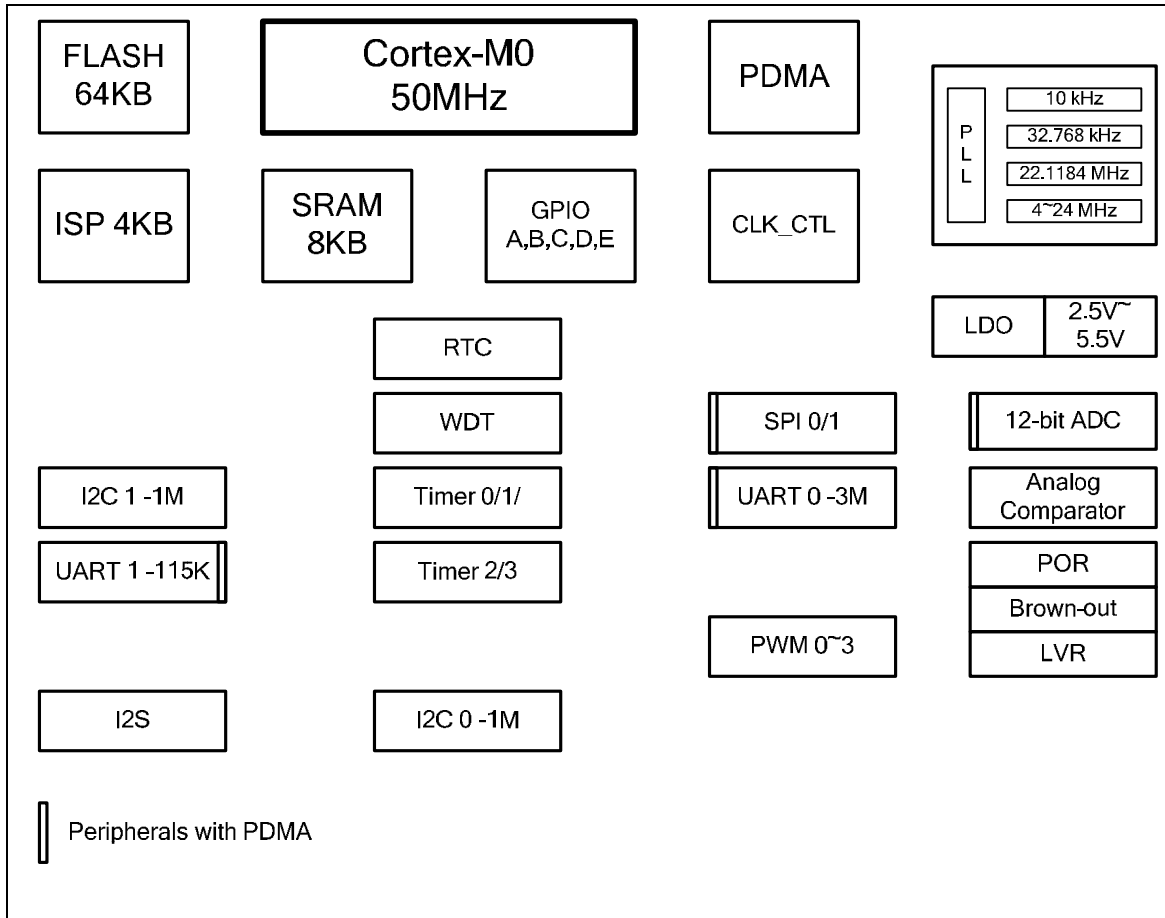 FLASH
64KB
Cortex-M0
50MHz
PDMA
PLL
10 kHz
32.768 kHz
22.1184 MHz
4~24 MHz
ISP 4KB
SRAM
8KB
GPIO
A,B,C,D,E
CLK_CTL
LDO
2.5V~
5.5V
RTC
WDT
SPI 0/1
12-bit ADC
I2C 1 -1M
Timer 0/1/
UART 0 -3M
Analog
Comparator
UART 1 -115K
Timer 2/3
POR
Brown-out
PWM 0~3
LVR
I2S
I2C 0 -1M
Peripherals with PDMA